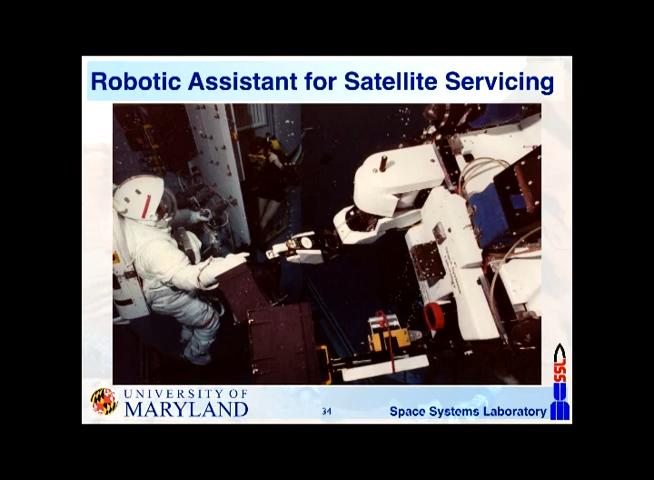 Robotic Assistant for Satellite Servicing
UNIVERSITY OF
MARYLAND
34
Space Systems Laboratory
SSL